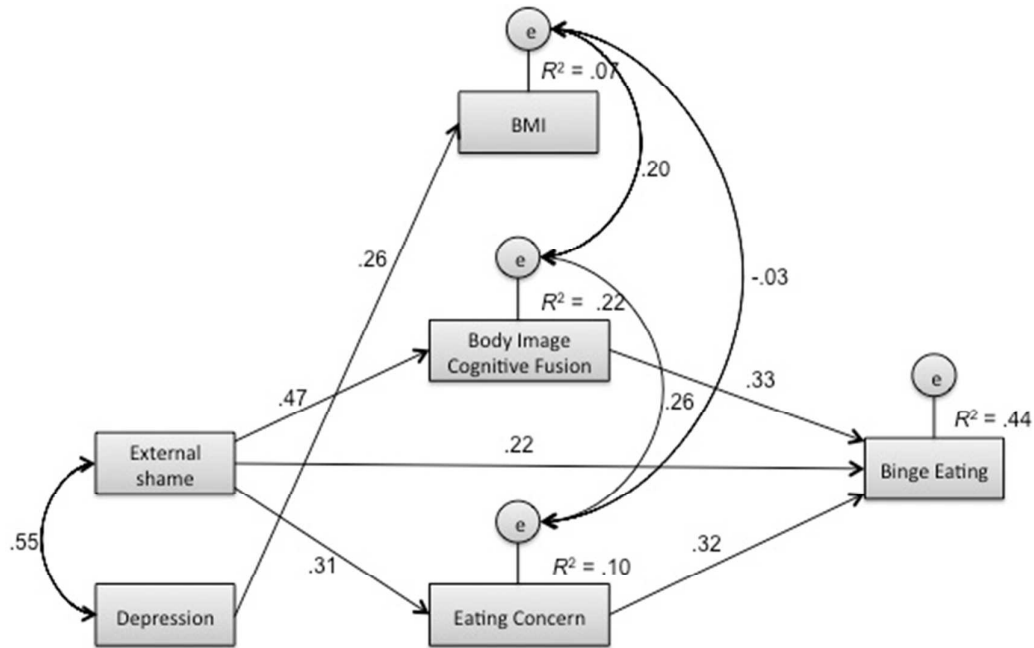 e
R² = .07
BMI
.20
e
.26
-.03
R² = .22
Body Image
Cognitive Fusion
e
.47
.33
.26
R² = .44
External
shame
.22
Binge Eating
e
.55
.31
.32
R² = .10
Depression
Eating Concern